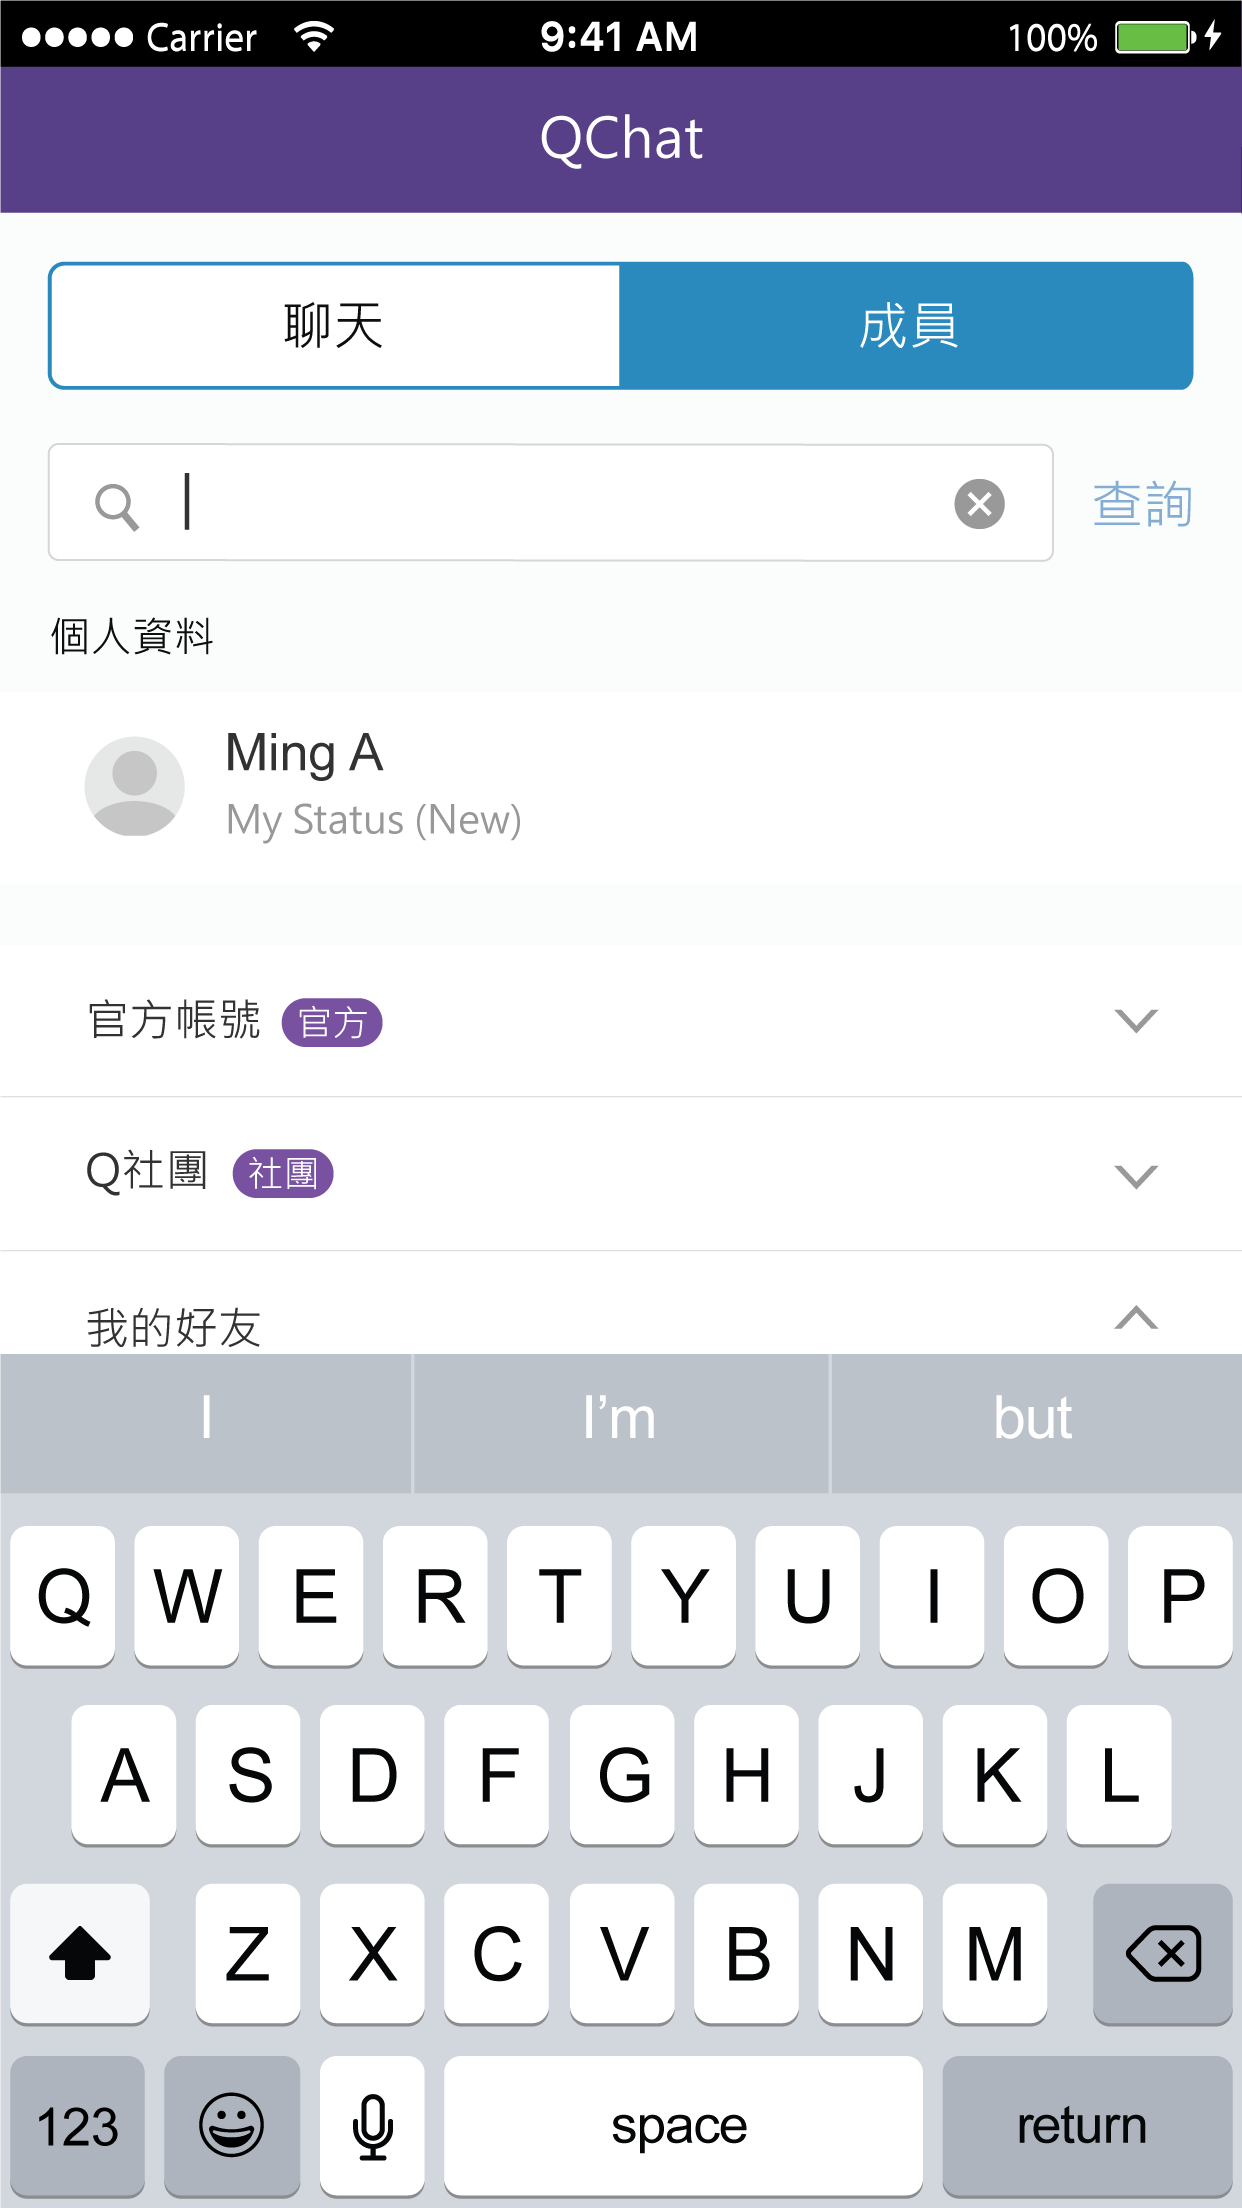 Carrier 9:41 AM 100%
QChat
聊天 成員
查詢
個人資料
Ming A
My Status (New)
官方帳號 官方
Q社團 社團
我的好友
I I’m but
Q W E R T Y U I O P
A S D F G H J K L
Z X C V B N M
123 space return